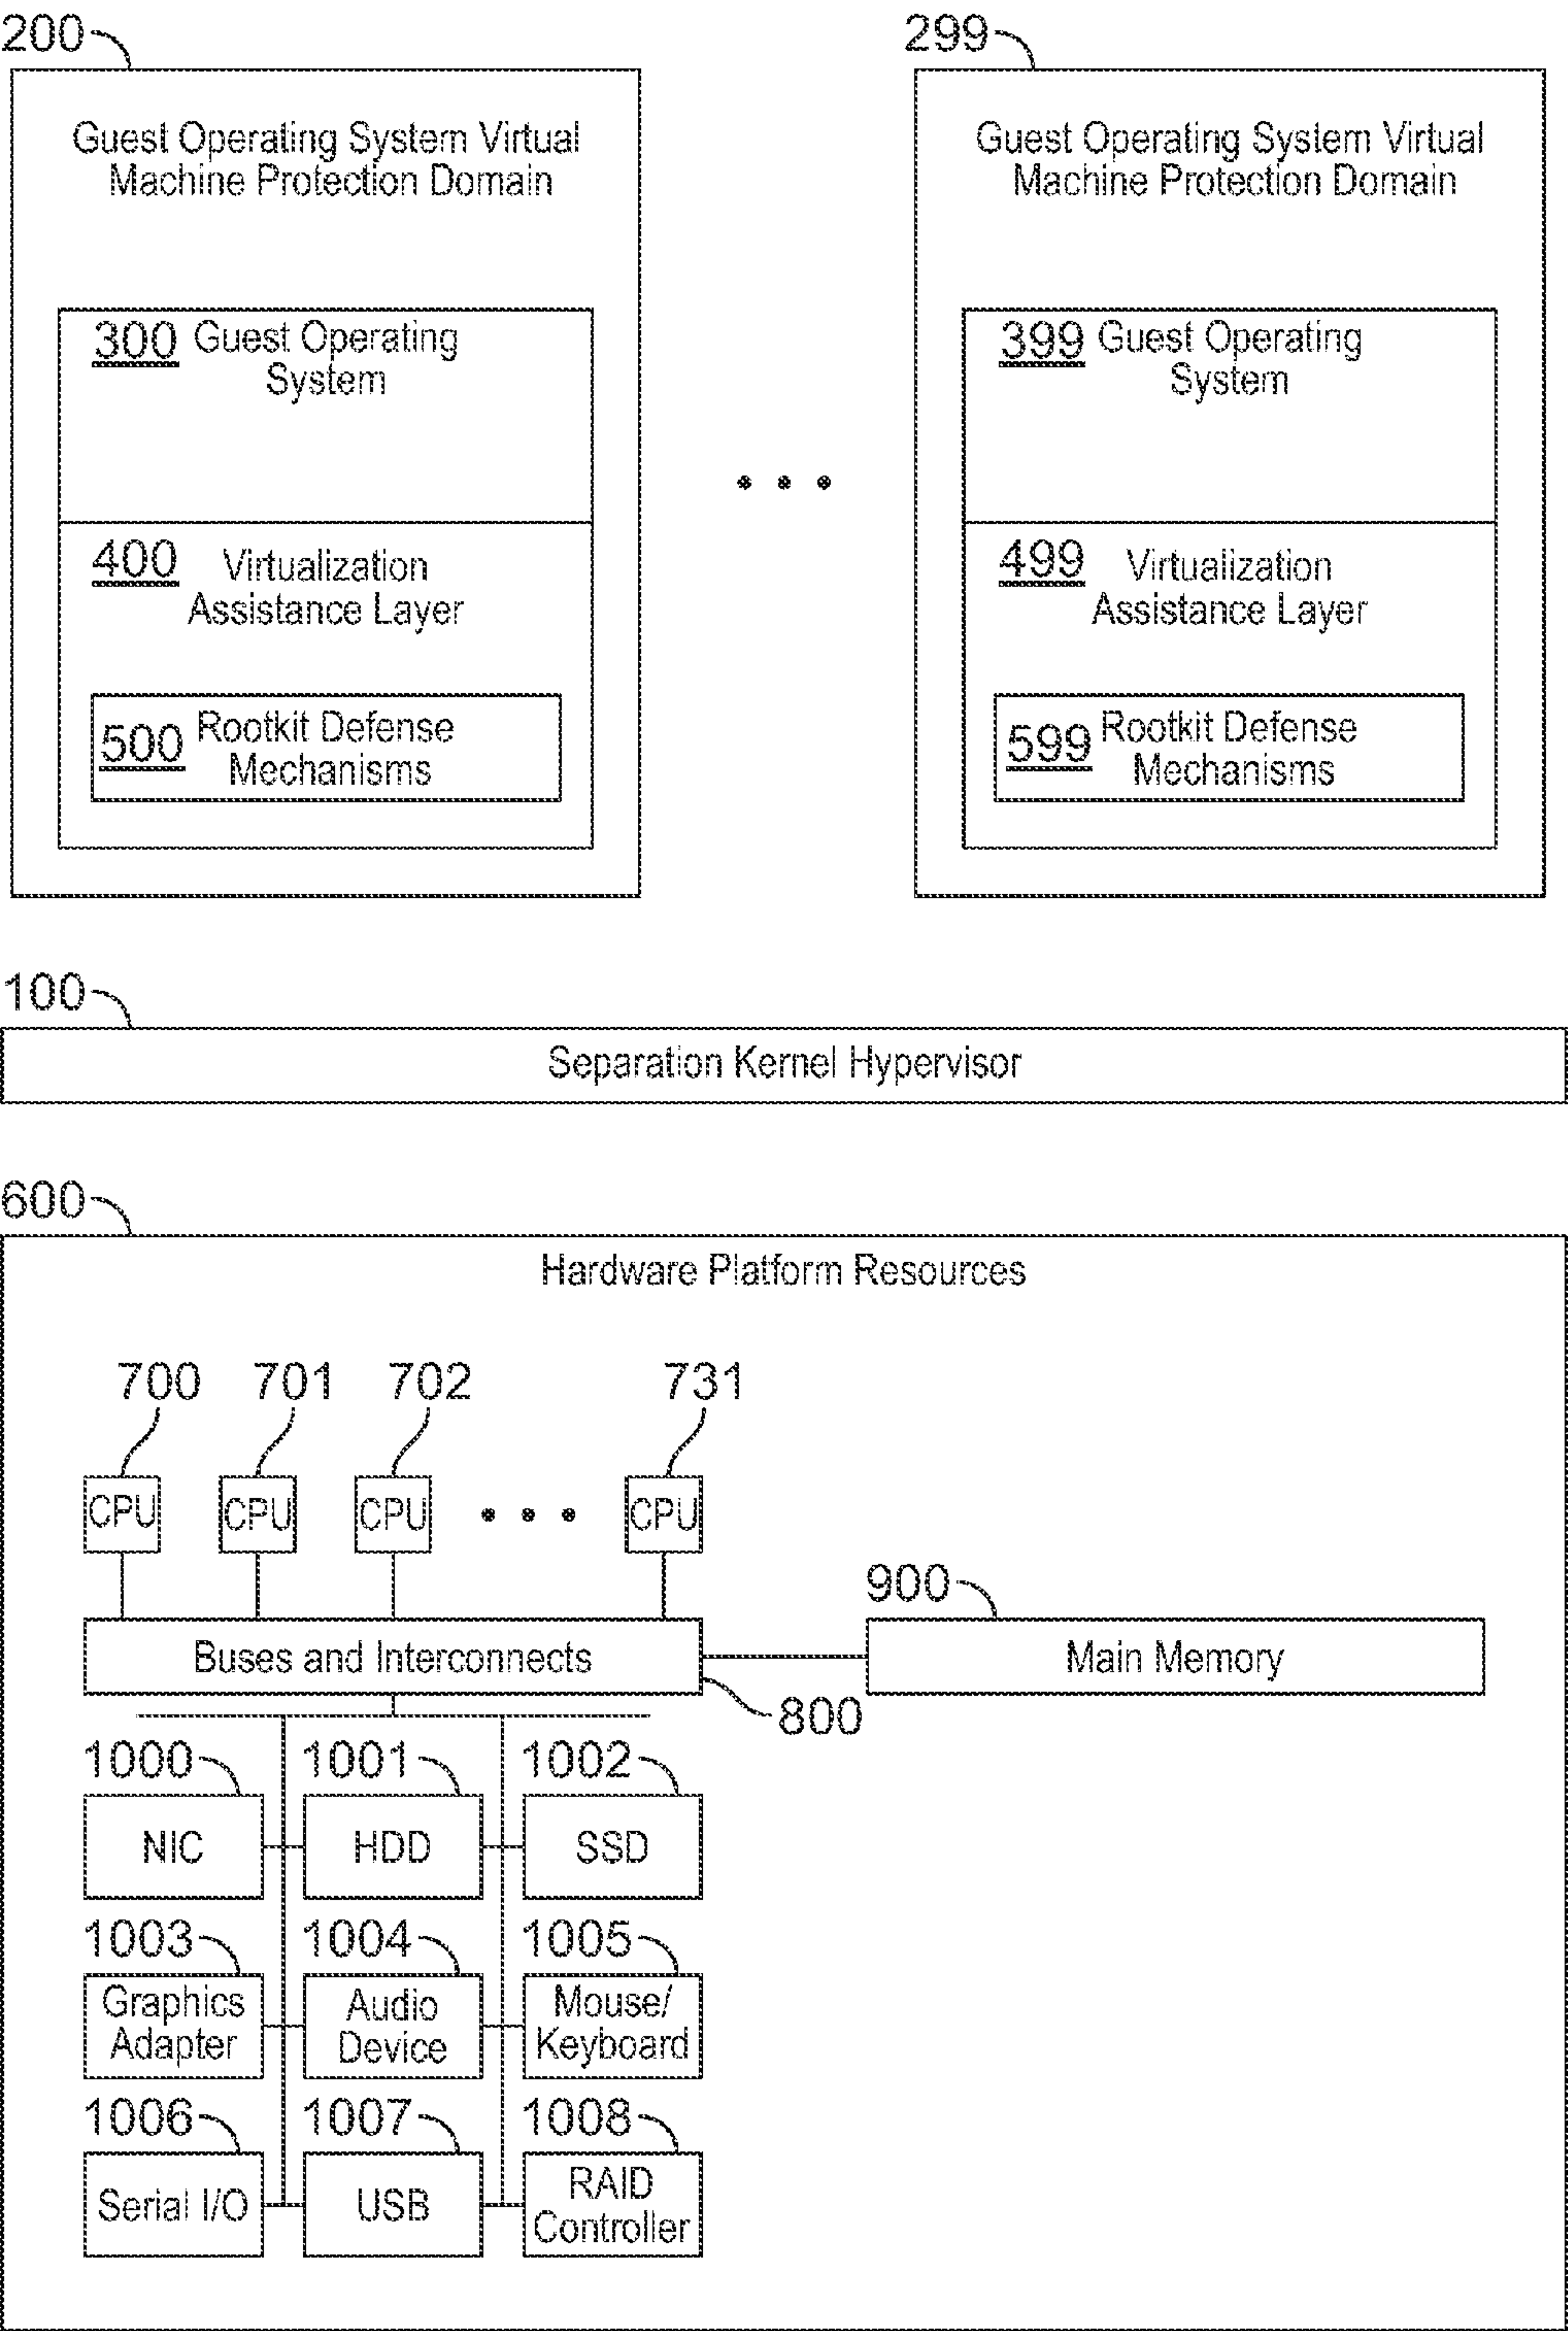 200
299
Guest Operating System Virtual
Machine Protection Domain
300 Guest Operating
System
400 Virtualization
Assistance Layer
500 Rootkit Defense
Mechanisms
Guest Operating System Virtual
Machine Protection Domain
399 Guest Operating
System
499 Virtualization
Assistance Layer
599 Rootkit Defense
Mechanisms
100
Separation Kernel Hypervisor
600
Hardware Platform Resources
700 701 702 731
CPU CPU CPU CPU
900
Buses and Interconnects
Main Memory
800
1000 1001 1002
NIC HDD SSD
1003 1004 1005
Graphics
Adapter
Audio
Device
Mouse/
Keyboard
1006 1007 1008
Serial I/O
USB
RAID
Controller